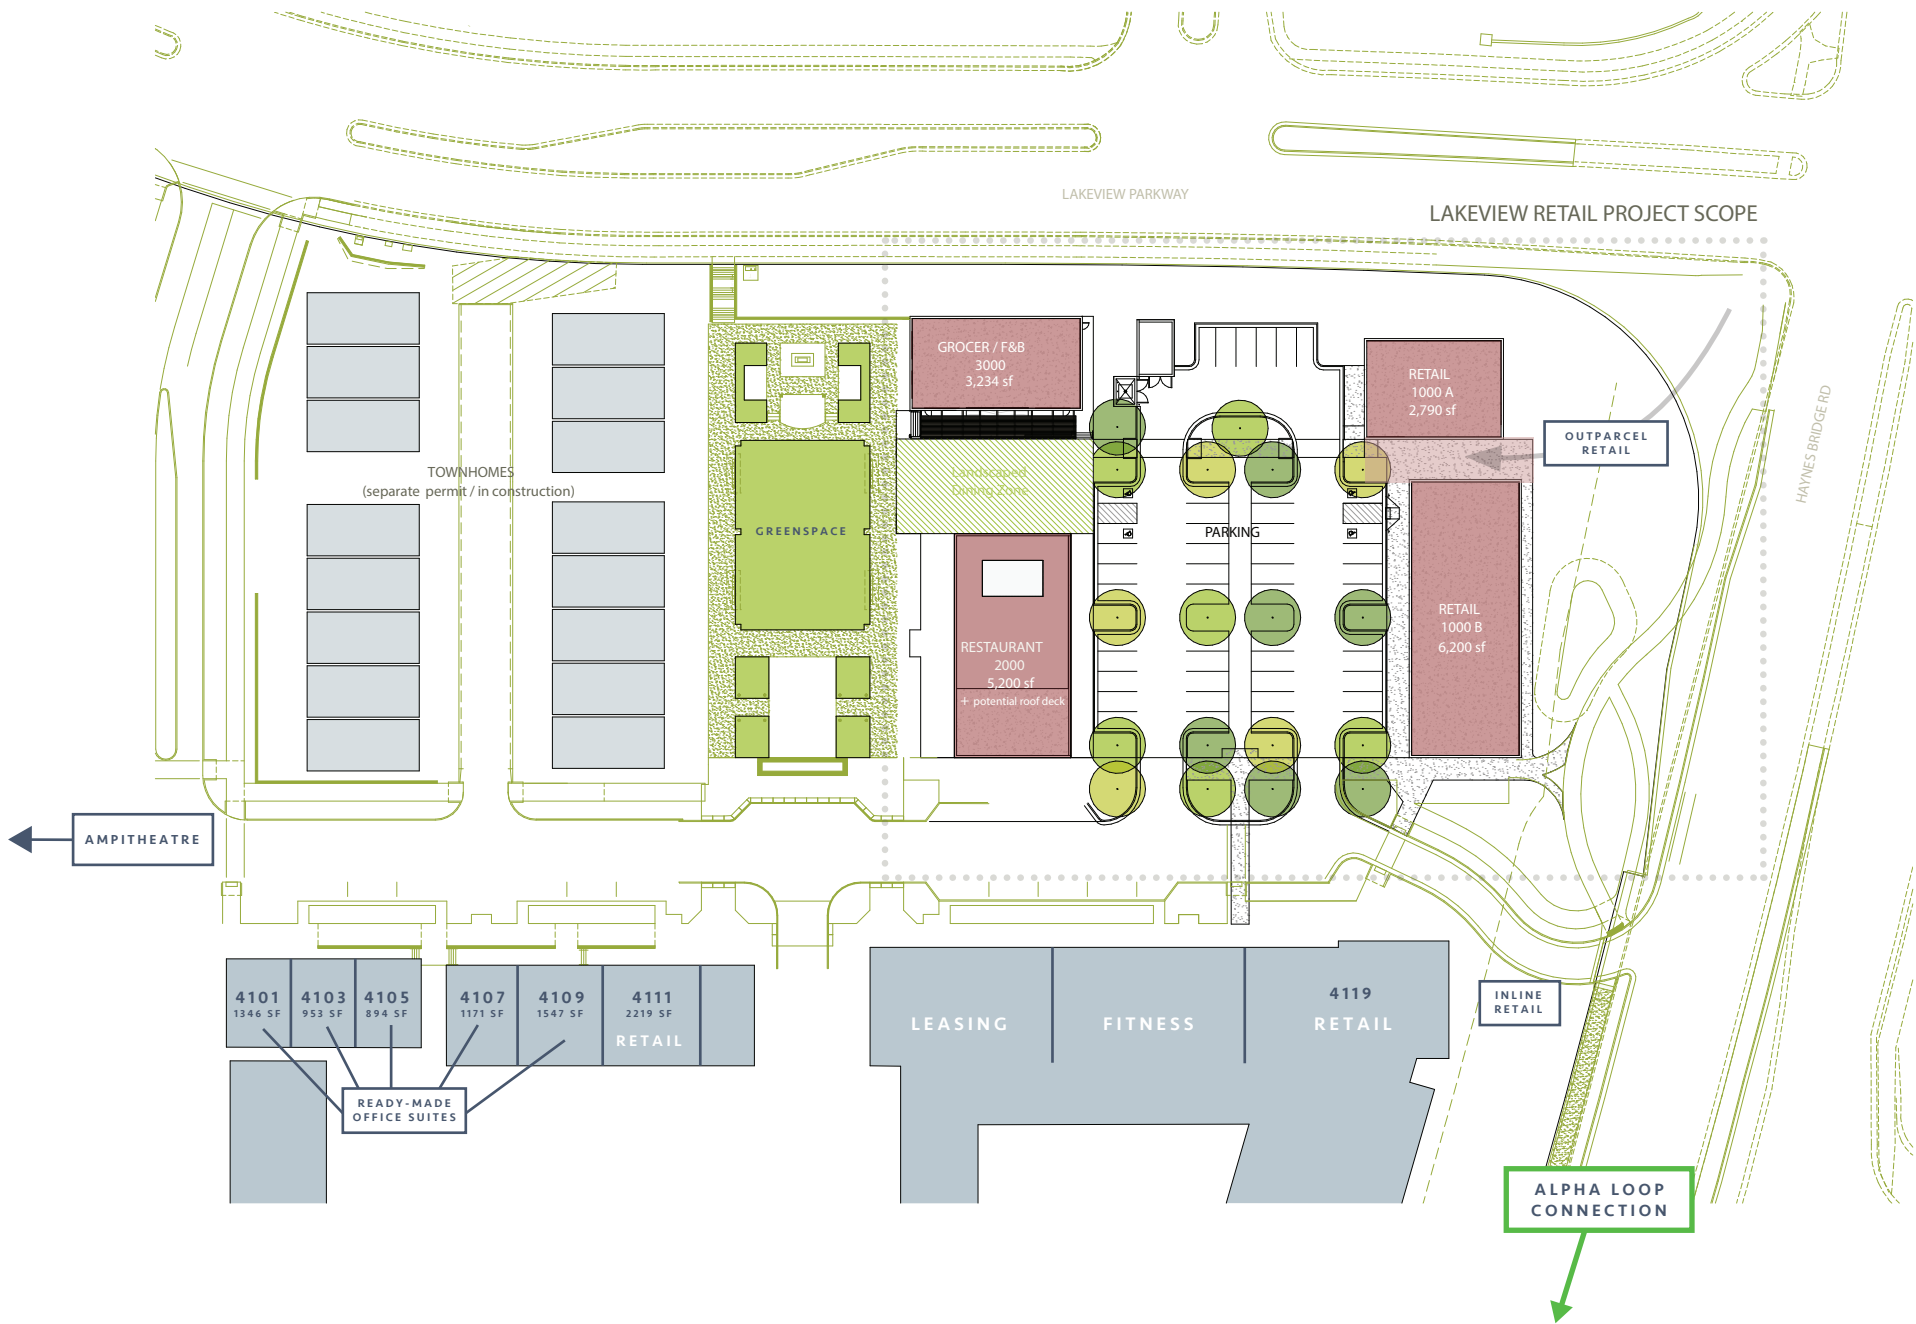 LAKEVIEW PARKWAY
LAKEVIEW RETAIL PROJECT SCOPE
GROCER / F&B
3000
3,234 sf
RETAIL
1000 A
2,790 sf
OUTPARCEL
RETAIL
HAYNES BRIDGE RD
TOWNHOMES
(separate permit / in construction)
Landscaped
Dining Zone
GREENSPACE
PARKING
RESTAURANT
2000
5,200 sf
+ potential roof deck
RETAIL
1000 B
6,200 sf
AMPITHEATRE
4101
1346 SF
4103
953 SF
4105
894 SF
4107
1171 SF
4109
1547 SF
4111
2219 SF
RETAIL
READY-MADE
OFFICE SUITES
LEASING
FITNESS
4119
RETAIL
INLINE
RETAIL
ALPHA LOOP
CONNECTION